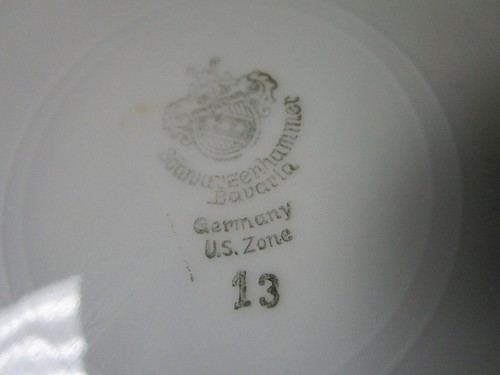 Schwarzenhammer
Bavaria
Germany
U.S. Zone
13